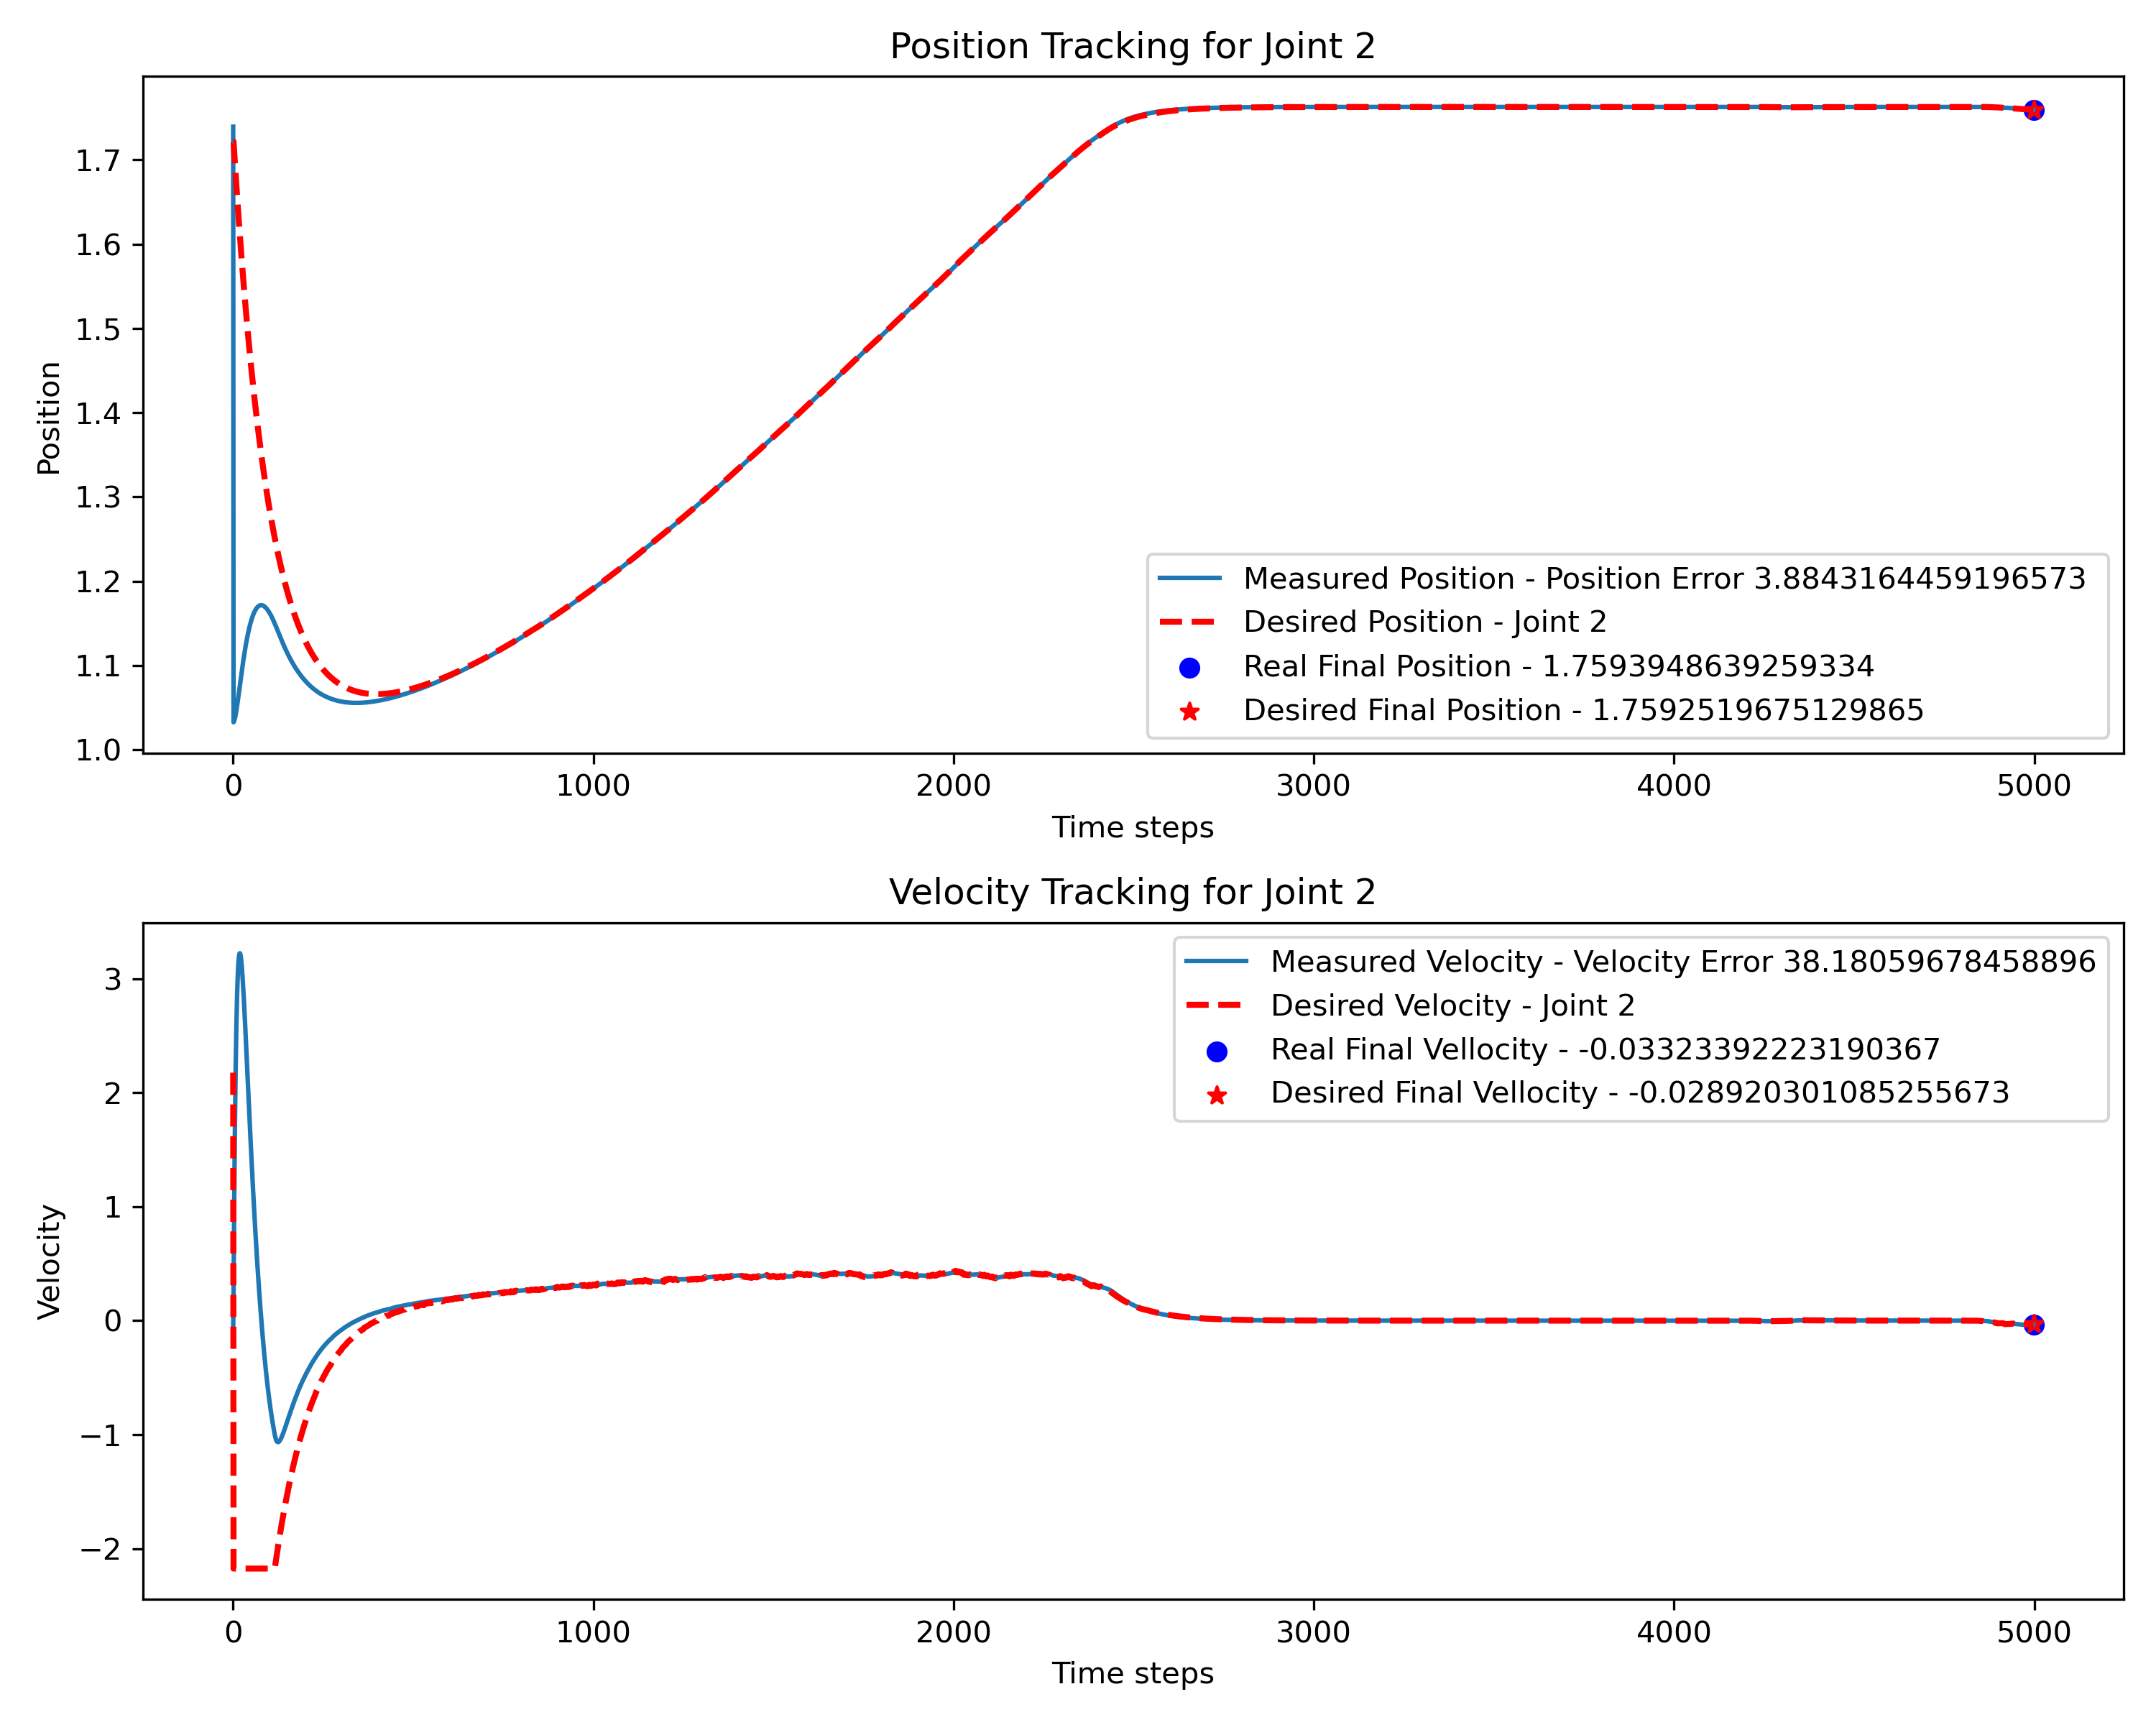 Position Tracking for Joint 2
Position
1.7
1.6
1.5
1.4
1.3
1.2
1.1
1.0
Measured Position - Position Error 3.8843164459196573
Desired Position - Joint 2
Real Final Position - 1.7593948639259334
Desired Final Position - 1.7592519675129865
0 1000 2000 3000 4000 5000
Time steps
Velocity Tracking for Joint 2
Velocity
3
2
1
0
−1
−2
Measured Velocity - Velocity Error 38.18059678458896
Desired Velocity - Joint 2
Real Final Vellocity - -0.03323392223190367
Desired Final Vellocity - -0.028920301085255673
0 1000 2000 3000 4000 5000
Time steps